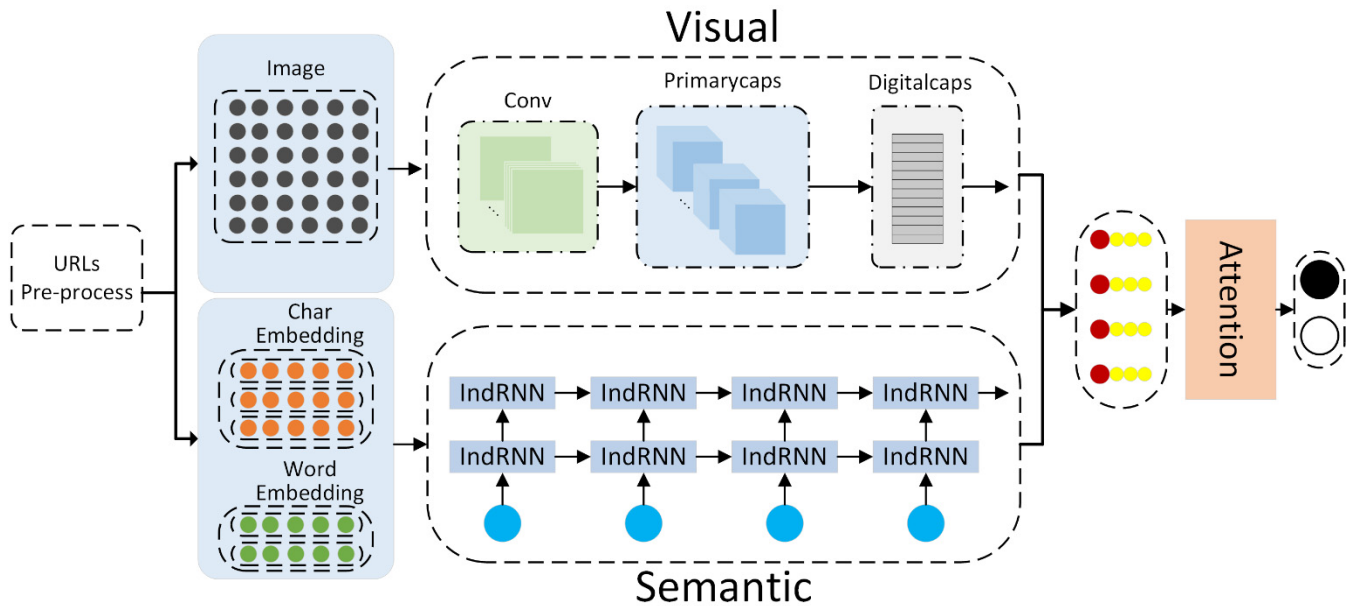 Visual
Image
Conv
Primarycaps
Digitalcaps
URLs
Pre-process
Attention
Char
Embedding
Word
Embedding
IndRNN IndRNN IndRNN IndRNN
IndRNN IndRNN IndRNN IndRNN
Semantic